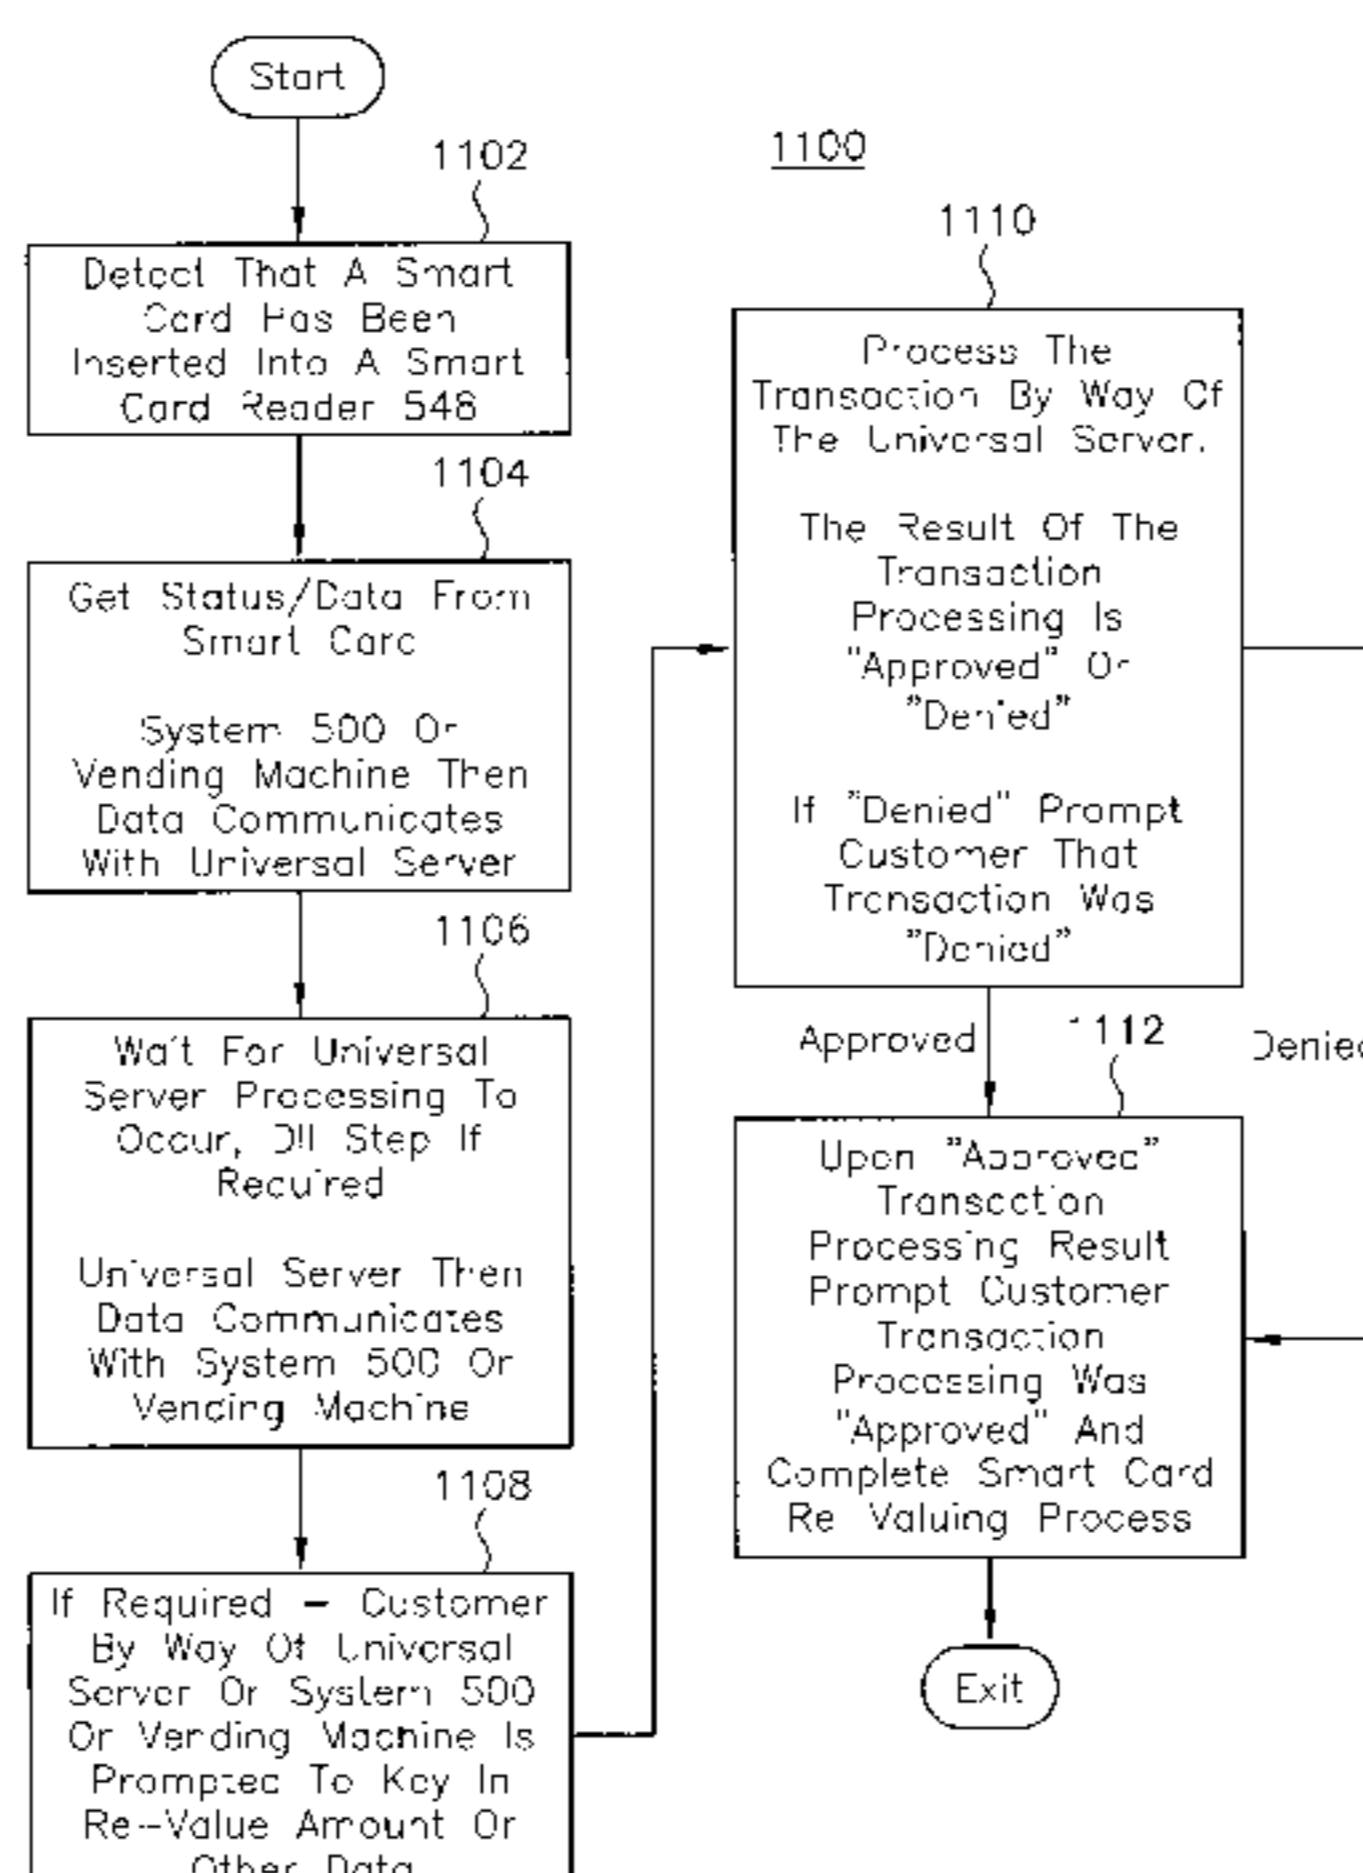 Start
1100
1102
Detect That A Smart
Card Has Been
Inserted Into A Smart
Card Reader 546
1104
Get Status/Data From
Smart Card
System 500 Or
Vending Machine Then
Data Communicates
With Universal Server
1106
Wait For Universal
Server Processing To
Occur, Step If
Required
Universal Server Then
Data Communicates
With System 500 Or
Vending Machine
1108
If Required - Customer
By Way Of Universal
Server Or System 500
Or Vending Machine Is
Prompted To Key In
Re-Value Amount Or
Other Data
1110
Process The
Transaction By Way Of
The Universal Server.
The Result Of The
Transaction
Processing Is
"Approved" Or
"Denied"
If "Denied" Prompt
Customer That
Transaction Was
"Denied"
Approved
Denied
1112
Upon "Approved"
Transaction
Processing Result
Prompt Customer
Transaction
Processing Was
"Approved" And
Complete Smart Card
Re Valuing Process
Exit